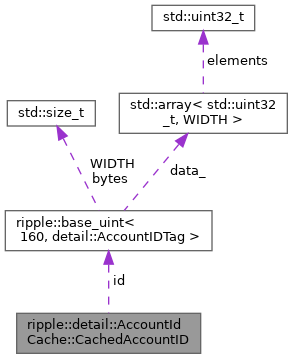 std::uint32_t
elements
std::size_t
std::array< std::uint32
_t, WIDTH >
WIDTH
bytes
data_
ripple::base_uint<
160, detail::AccountIDTag >
id
ripple::detail::AccountId
Cache::CachedAccountID